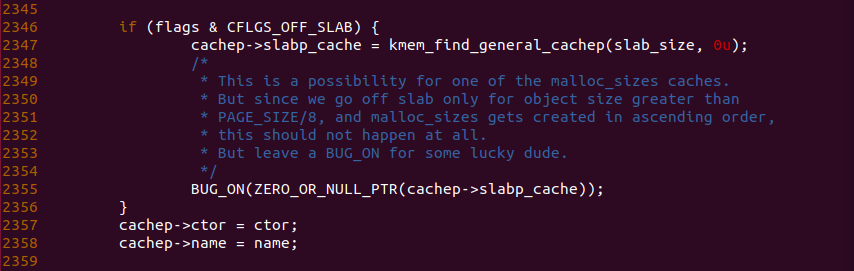 2345
2346         if (flags & CFLGS_OFF_SLAB) {
2347                 cachep->slabp_cache = kmem_find_general_cachep(slab_size, 0u);
2348                 /*
2349                  * This is a possibility for one of the malloc_sizes caches.
2350                  * But since we go off slab only for object size greater than
2351                  * PAGE_SIZE/8, and malloc_sizes gets created in ascending order,
2352                  * this should not happen at all.
2353                  * But leave a BUG_ON for some lucky dude.
2354                  */
2355                 BUG_ON(ZERO_OR_NULL_PTR(cachep->slabp_cache));
2356         }
2357         cachep->ctor = ctor;
2358         cachep->name = name;
2359